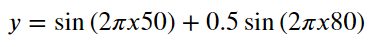 y = sin (2πx50) + 0.5 sin (2πx80)